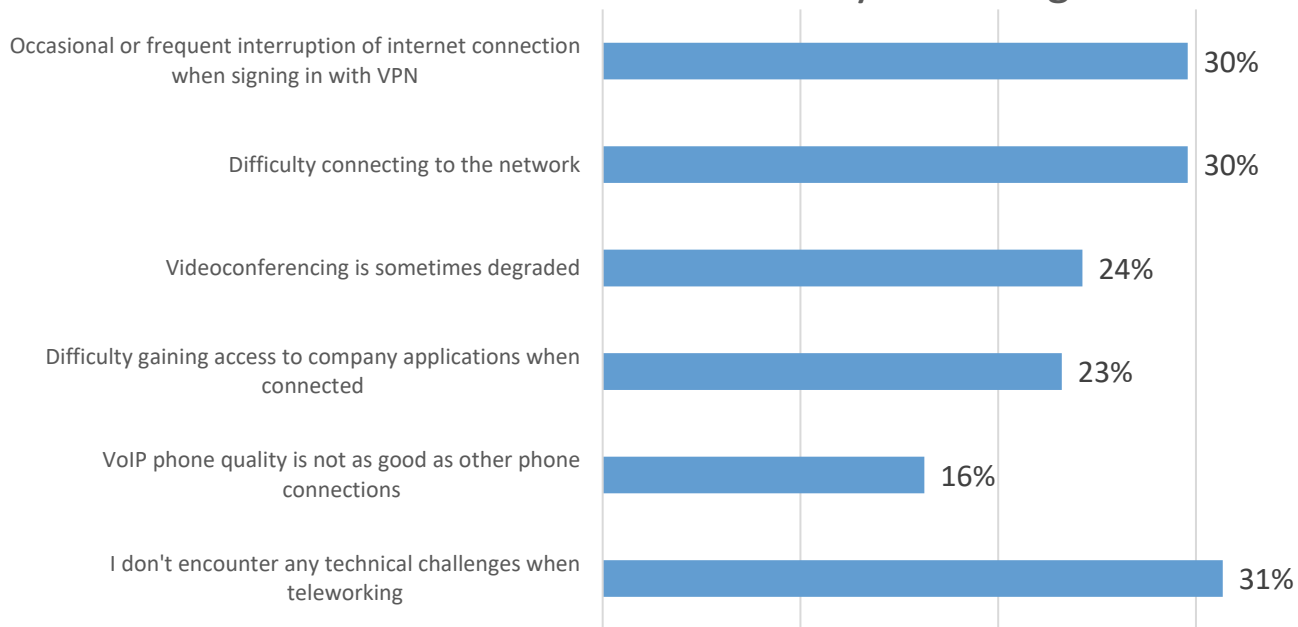 Occasional or frequent interruption of internet connection
when signing in with VPN
30%
Difficulty connecting to the network
30%
Videoconferencing is sometimes degraded
24%
Difficulty gaining access to company applications when
connected
23%
VoIP phone quality is not as good as other phone
connections
16%
I don't encounter any technical challenges when
teleworking
31%